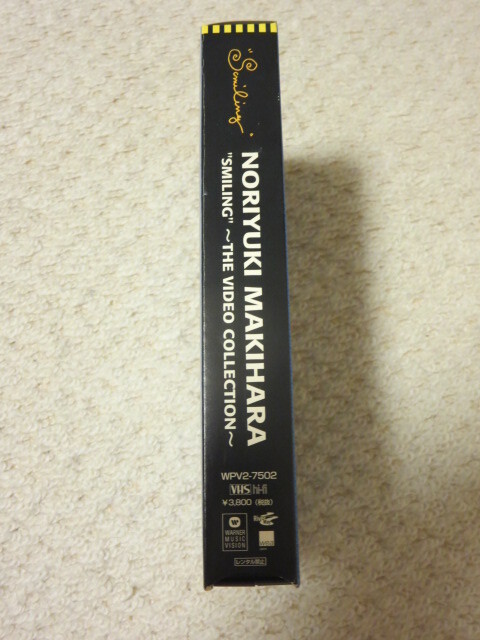 "Smiling"
NORIYUKI MAKIHARA
"SMILING" ～THE VIDEO COLLECTION～
WPV2-7502
VHS hi-fi
￥3,800 (税抜)
WARNER
MUSIC
VISION
レンタル禁止